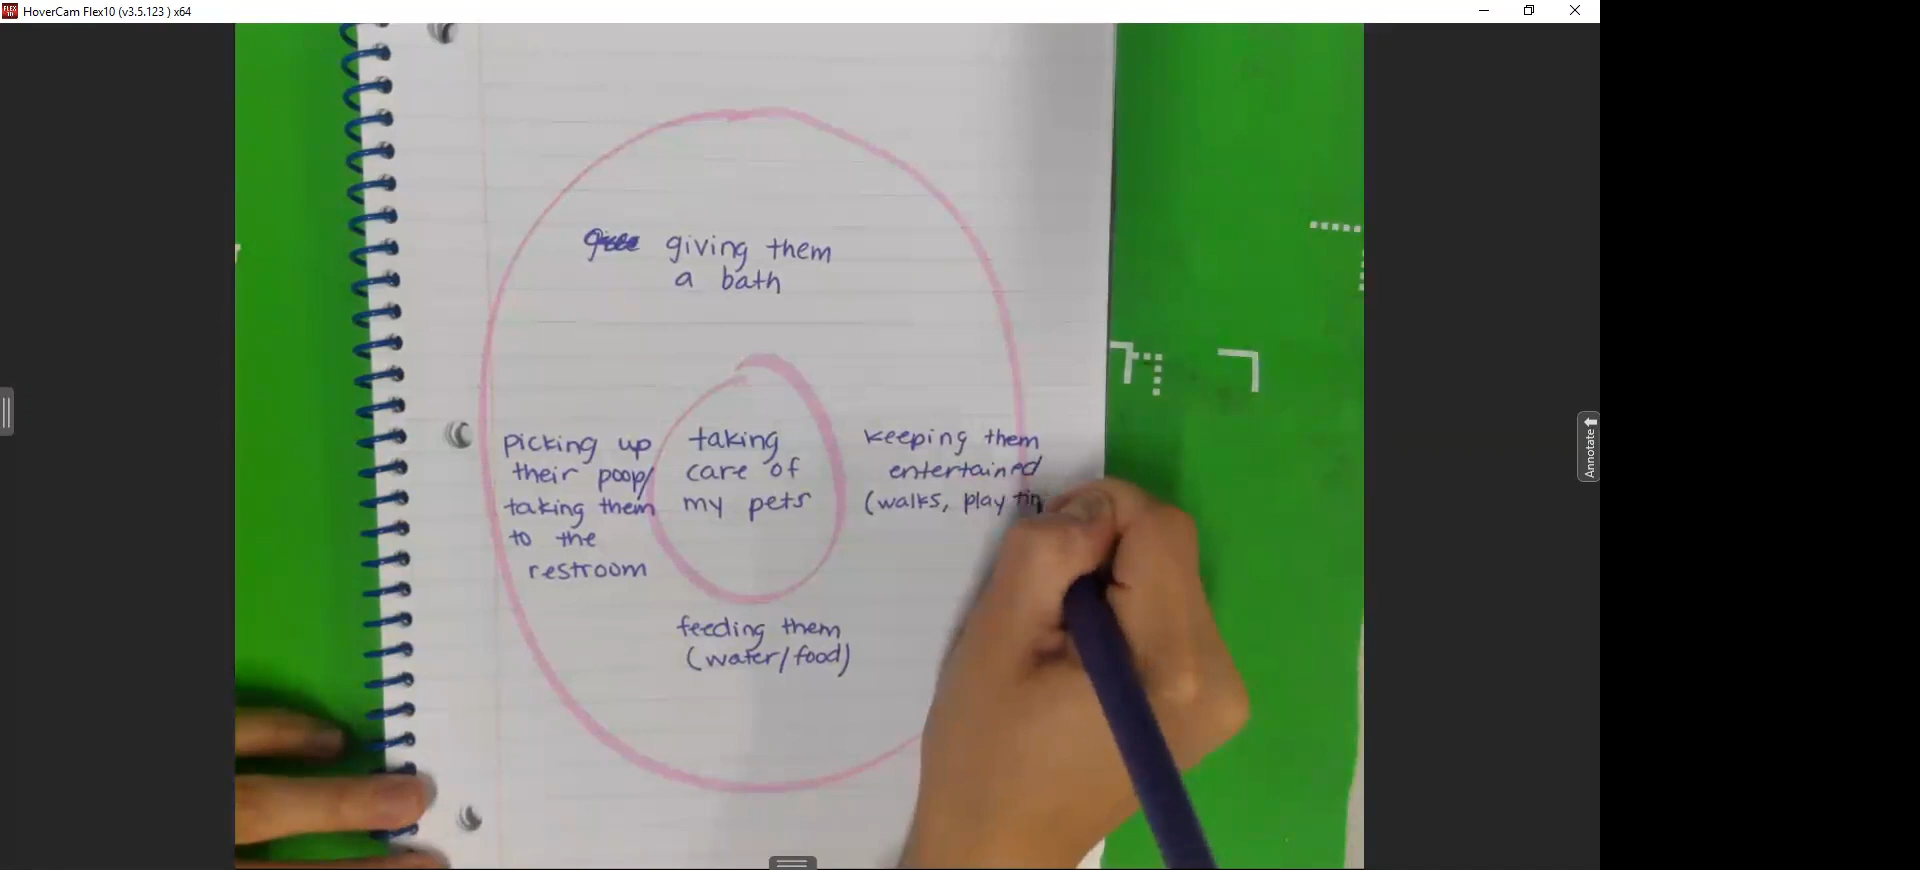 HoverCam Flex10 (v3.5.123 ) x64
giving them
a bath
picking up
their poop/
taking them
to the
restroom
taking
care of
my pets
keeping them
entertained
(walks, play
feeding them
(water/food)
Annotate